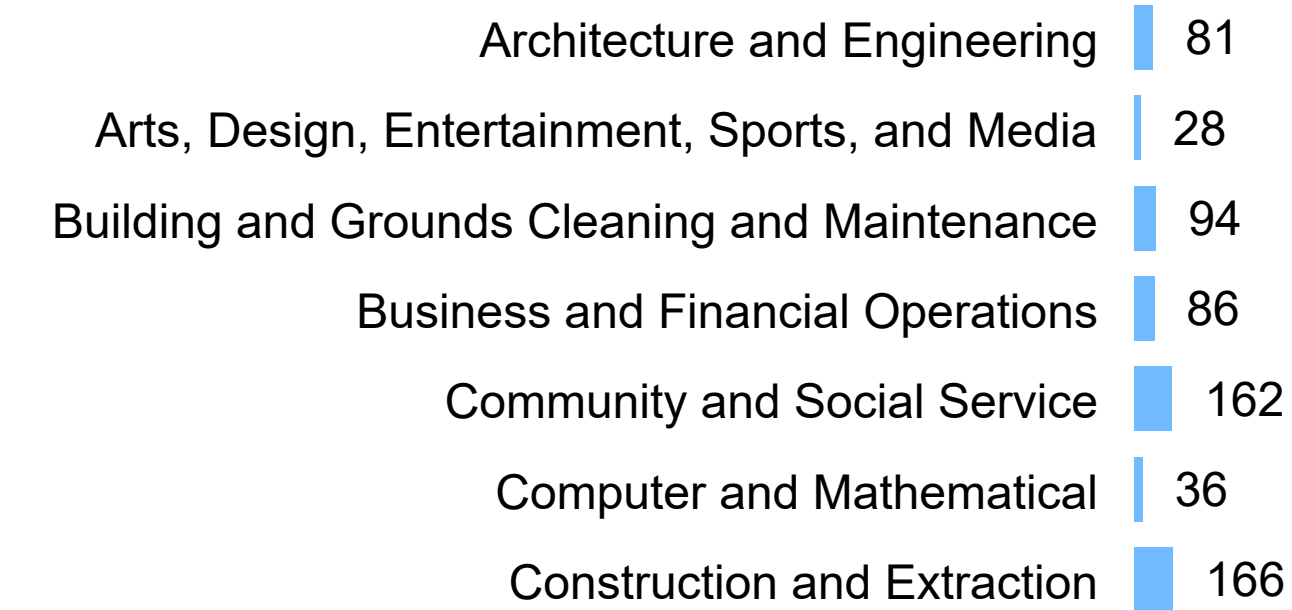 Architecture and Engineering 81
Arts, Design, Entertainment, Sports, and Media 28
Building and Grounds Cleaning and Maintenance 94
Business and Financial Operations 86
Community and Social Service 162
Computer and Mathematical 36
Construction and Extraction 166